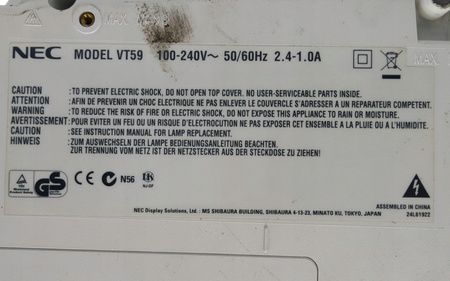 MAX
NEC MODEL VT59 100-240V~ 50/60Hz 2.4-1.0A
CAUTION : TO PREVENT ELECTRIC SHOCK, DO NOT OPEN TOP COVER. NO USER-SERVICEABLE PARTS INSIDE.
ATTENTION : AFIN DE PREVENIR UN CHOC ELECTRIQUE NE PAS ENLEVER LE COUVERCLE S'ADRESSER A UN REPARATEUR COMPETENT.
WARNING : TO REDUCE THE RISK OF FIRE OR ELECTRIC SHOCK, DO NOT EXPOSE THIS APPLIANCE TO RAIN OR MOISTURE.
AVERTISSEMENT : POUR EVITER UN FEU OU UN RISQUE D'ELECTROCUTION NE PAS EXPOSER CET ENSEMBLE A LA PLUIE OU A L'HUMIDITE.
CAUTION : SEE INSTRUCTION MANUAL FOR LAMP REPLACEMENT.
HINWEIS : ZUM AUSWECHSELN DER LAMPE BEDIENUNGSANLEITUNG BEACHTEN.
ZUR TRENNUNG VOM NETZ IST DER NETZSTECKER AUS DER STECKDOSE ZU ZIEHEN!
GS CE N56
NJ-DP
ASSEMBLED IN CHINA
NEC Display Solutions, Ltd : MS SHIBAURA BUILDING, SHIBAURA 4-13-23, MINATO KU, TOKYO, JAPAN 24L61922